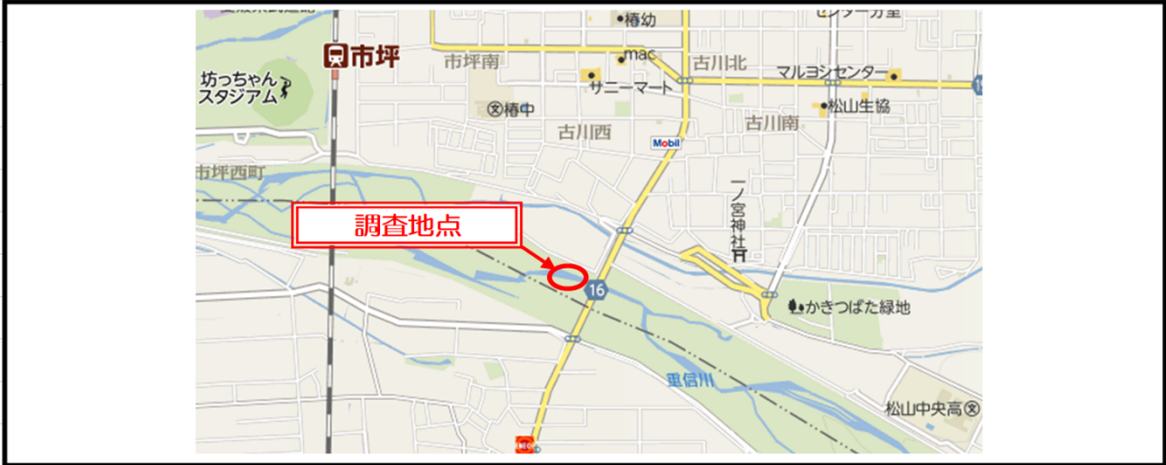 椿幼
市坪
市坪南
mac
古川北
マルヨシセンター
坊っちゃん
スタジアム
サニーマート
椿中
松山生協
古川西
古川南
Mobil
市坪西町
一ノ宮神社
調査地点
16
かきつばた緑地
重信川
松山中央高